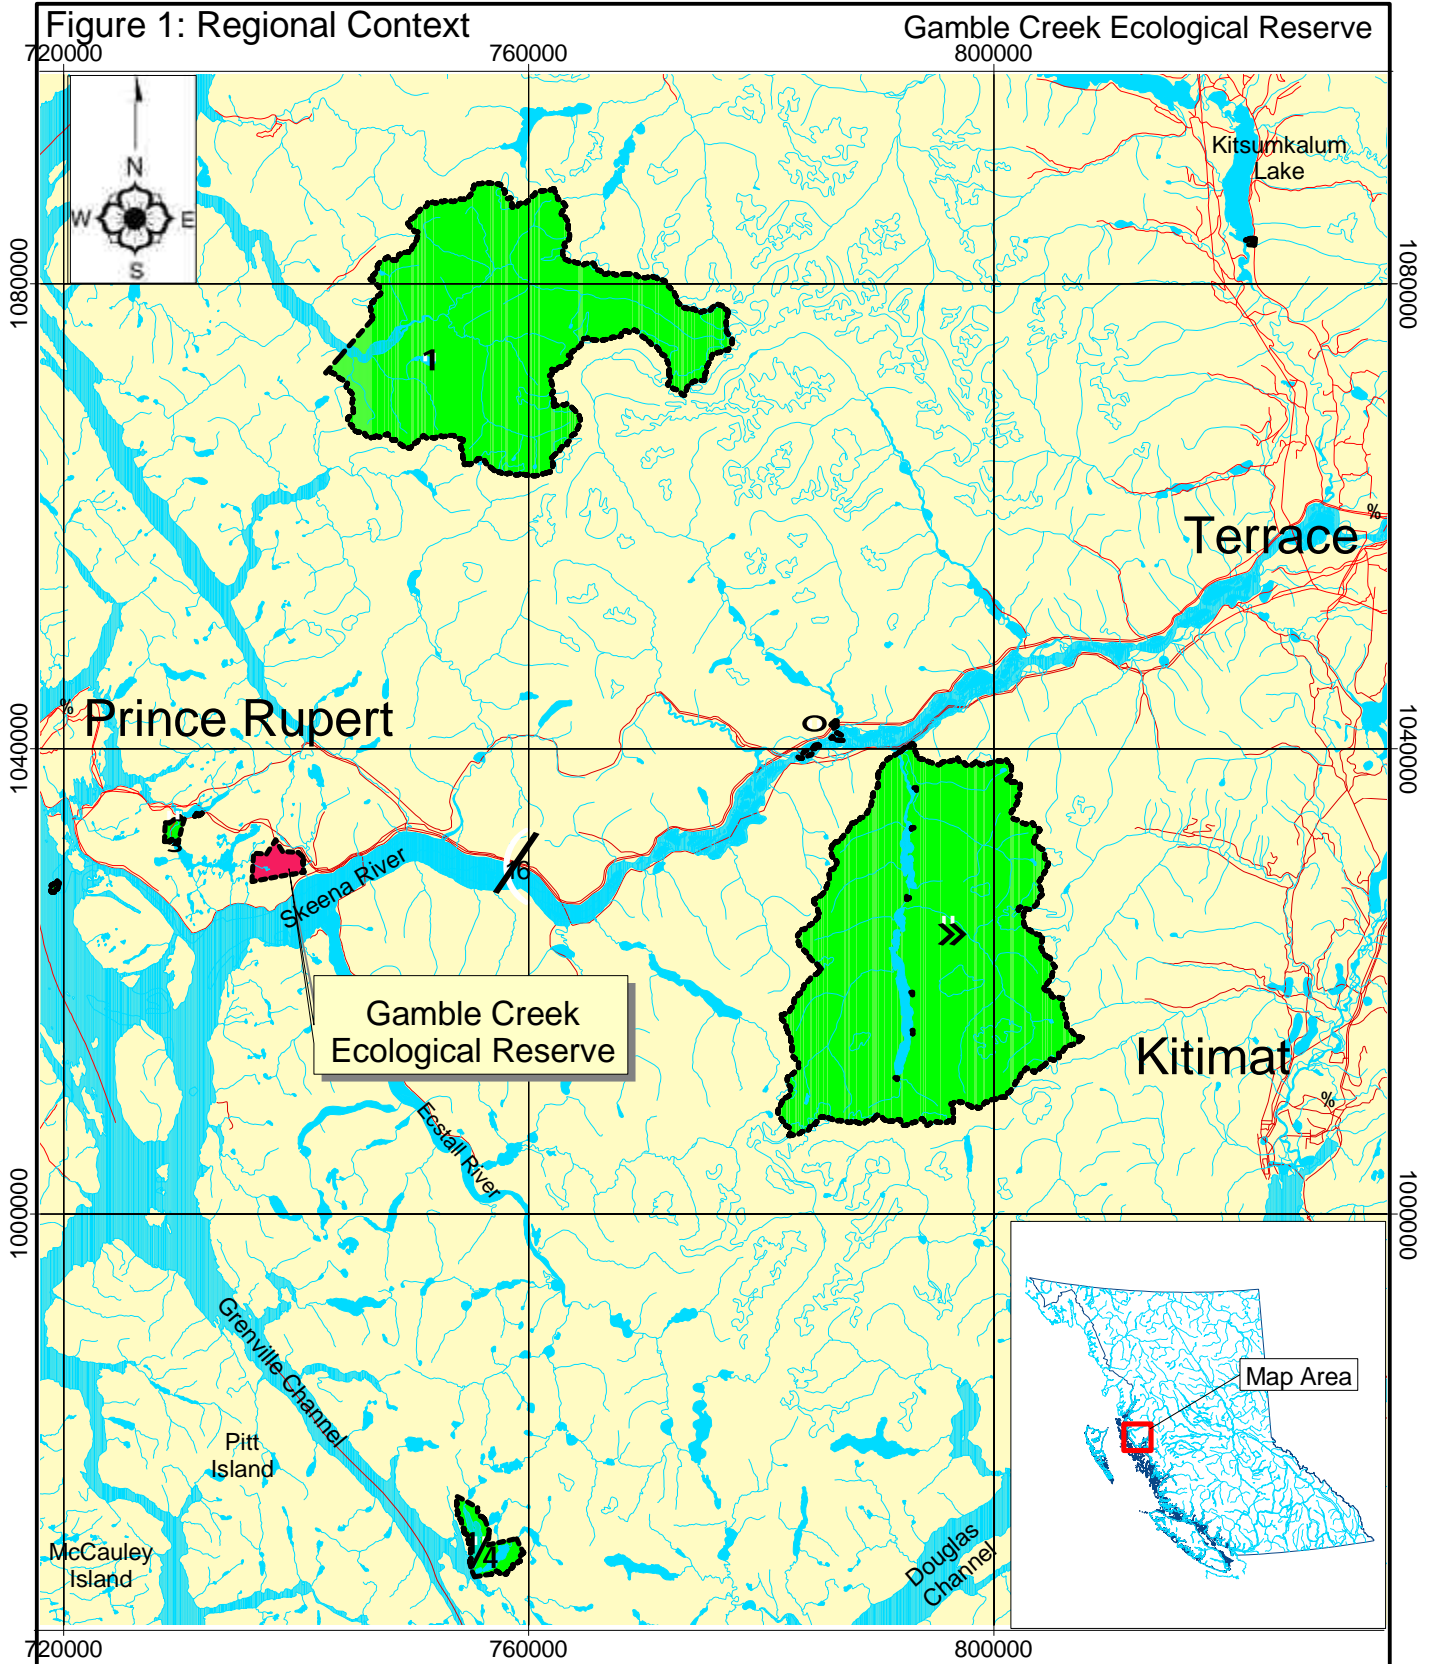 Figure 1: Regional Context
Gamble Creek Ecological Reserve
720000
760000
800000
N
W
E
S
Kitsumkalum
Lake
1080000
1080000
1
Terrace
%
%
Prince Rupert
1040000
1040000
Skeena River
16
Gamble Creek
Ecological Reserve
Kitimat
%
Ecstall River
1000000
1000000
Grenville Channel
Map Area
Pitt
Island
McCauley
Island
4
Douglas
Channel
720000
760000
800000